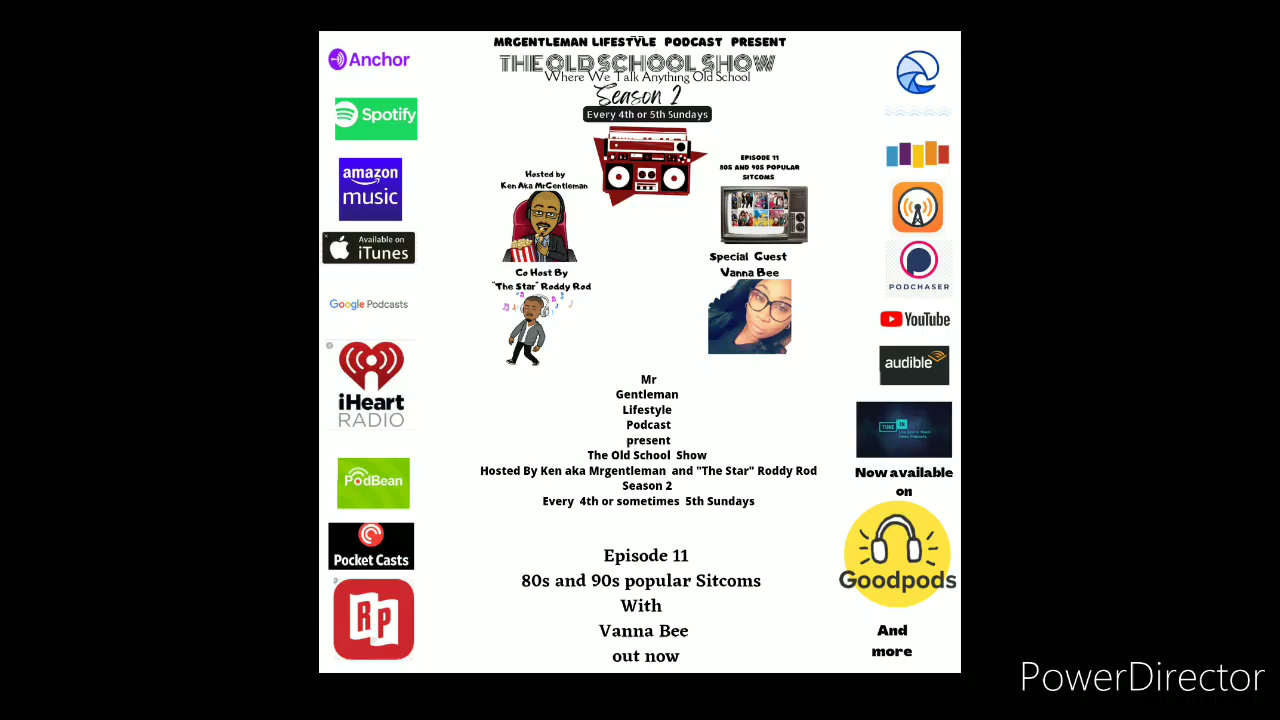 MRGENTLEMAN LIFESTYLE PODCAST PRESENT
THE OLD SCHOOL SHOW
Where We Talk Anything Old School
Season 2
Every 4th or 5th Sundays
Hosted by
Ken Aka MrGentleman
Co Host By
"The Star" Roddy Rod
EPISODE 11
80S AND 90S POPULAR
SITCOMS
Special Guest
Vanna Bee
Anchor
Spotify
amazon
music
Available on
iTunes
Google Podcasts
iHeart
RADIO
PodBean
Pocket Casts
RP
Mr
Gentleman
Lifestyle
Podcast
present
The Old School Show
Hosted By Ken aka Mrgentleman and "The Star" Roddy Rod
Season 2
Every 4th or sometimes 5th Sundays
Episode 11
80s and 90s popular Sitcoms
With
Vanna Bee
out now
PODCHASER
YouTube
audible
TUNE IN
Now available
on
Goodpods
And
more
PowerDirector